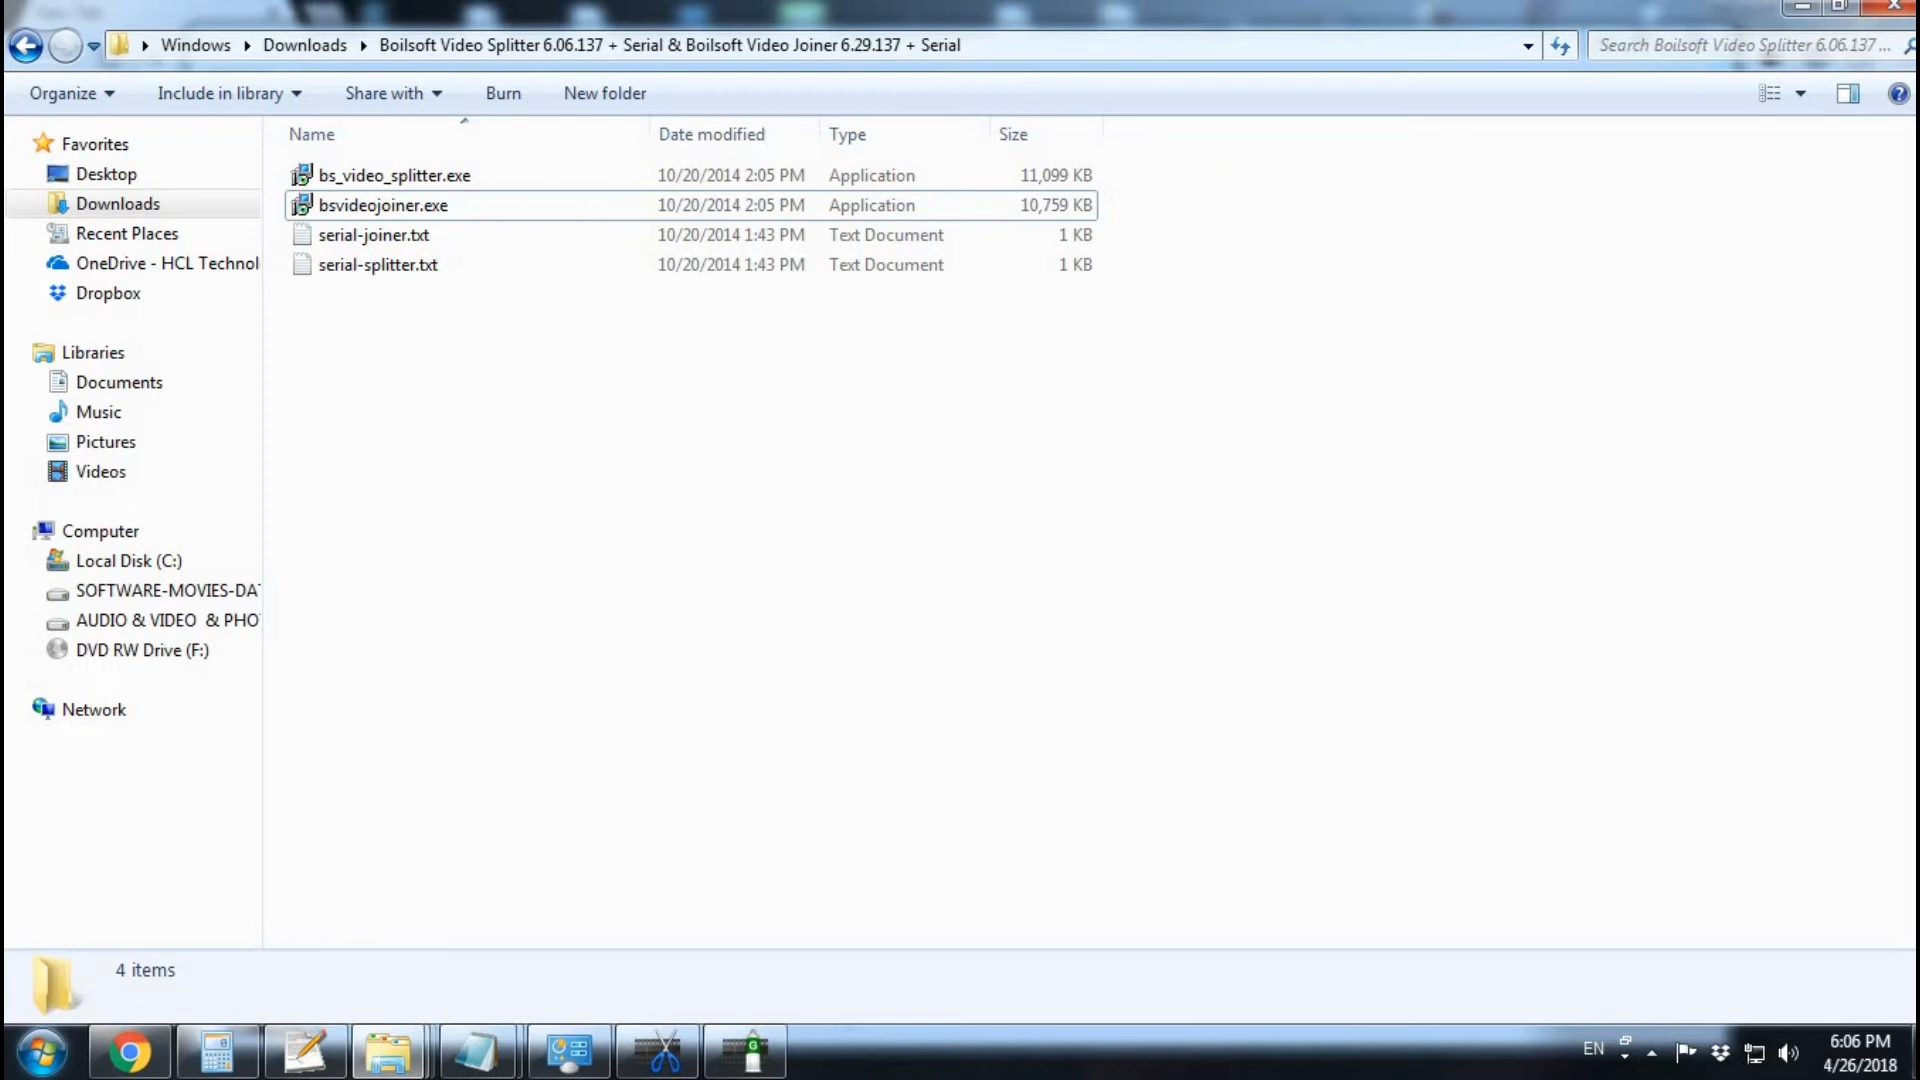 Windows Downloads Boilsoft Video Splitter 6.06.137 + Serial & Boilsoft Video Joiner 6.29.137 + Serial
Search Boilsoft Video Splitter 6.06.137 ...
Organize Include in library Share with Burn New folder
Name Date modified Type Size
bs_video_splitter.exe 10/20/2014 2:05 PM Application 11,099 KB
bsvideojoiner.exe 10/20/2014 2:05 PM Application 10,759 KB
serial-joiner.txt 10/20/2014 1:43 PM Text Document 1 KB
serial-splitter.txt 10/20/2014 1:43 PM Text Document 1 KB
Favorites
Desktop
Downloads
Recent Places
OneDrive - HCL Technol
Dropbox
Libraries
Documents
Music
Pictures
Videos
Computer
Local Disk (C:)
SOFTWARE-MOVIES-DA
AUDIO & VIDEO & PHO
DVD RW Drive (F:)
Network
4 items
EN
6:06 PM
4/26/2018